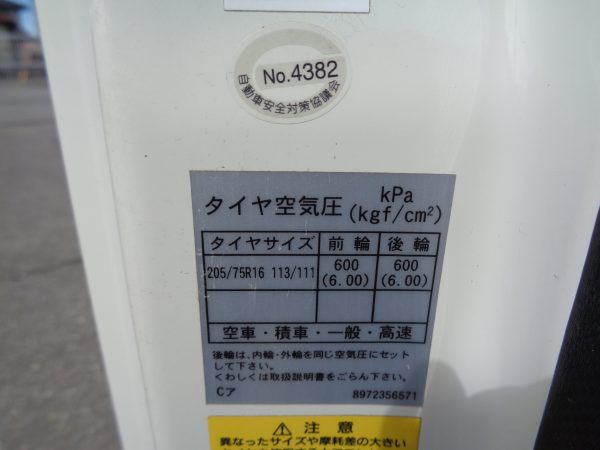 No.4382
自動車安全対策協議会
タイヤ空気圧 kPa (kgf/cm²)
タイヤサイズ 前輪 後輪
205/75R16 113/111 600 (6.00) 600 (6.00)
空車・積車・一般・高速
後輪は、内輪・外輪を同じ空気圧にセット
して下さい。
くわしくは取扱説明書をごらん下さい。
Cア 8972356571
⚠ 注意
異なったサイズや摩耗差の大きい